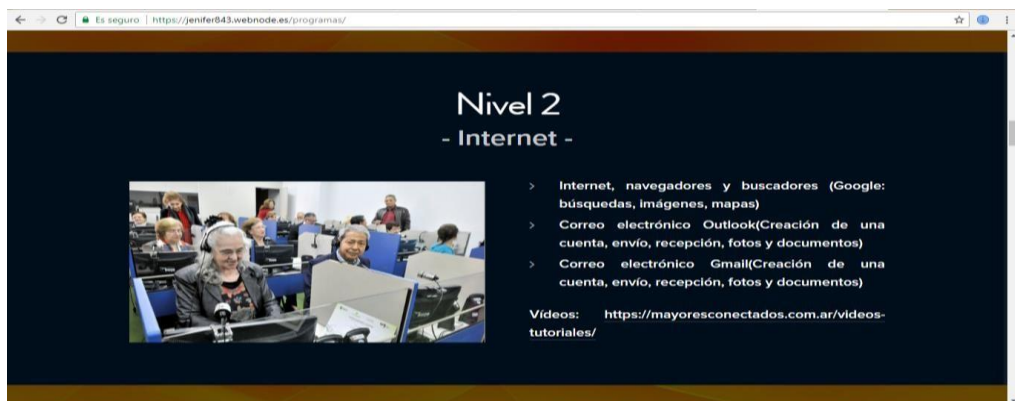 Es seguro | https://jenifer843.webnode.es/programas/
Nivel 2
- Internet -
> Internet, navegadores y buscadores (Google:
búsquedas, imágenes, mapas)
> Correo electrónico Outlook(Creación de una
cuenta, envío, recepción, fotos y documentos)
> Correo electrónico Gmail(Creación de una
cuenta, envío, recepción, fotos y documentos)
Vídeos: https://mayoresconectados.com.ar/videos-
tutoriales/